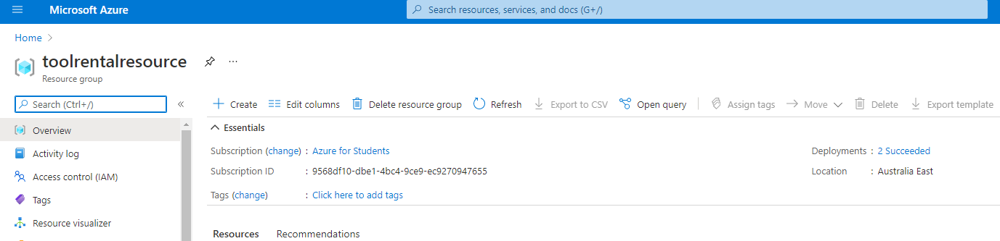 Microsoft Azure
Search resources, services, and docs (G+/)
Home >
toolrentalresource ...
Resource group
Search (Ctrl+/) «
Overview
Activity log
Access control (IAM)
Tags
Resource visualizer
+ Create Edit columns Delete resource group Refresh Export to CSV Open query Assign tags Move Delete Export template
Essentials
Subscription (change) : Azure for Students
Subscription ID : 9568df10-dbe1-4bc4-9ce9-ec9270947655
Tags (change) : Click here to add tags
Deployments : 2 Succeeded
Location : Australia East
Resources Recommendations